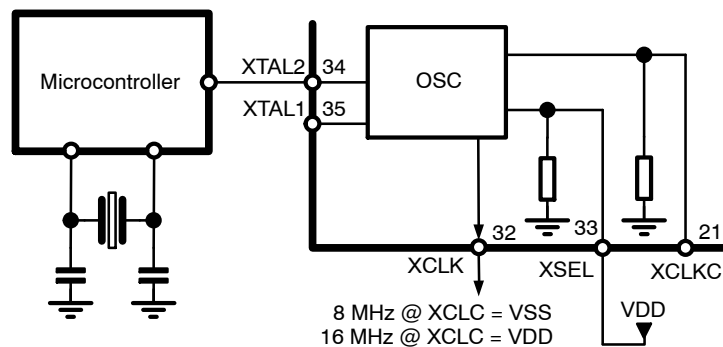 Microcontroller
XTAL2
34
XTAL1
35
OSC
32
33
21
XCLK
XSEL
XCLKC
8 MHz @ XCLC = VSS
16 MHz @ XCLC = VDD
VDD